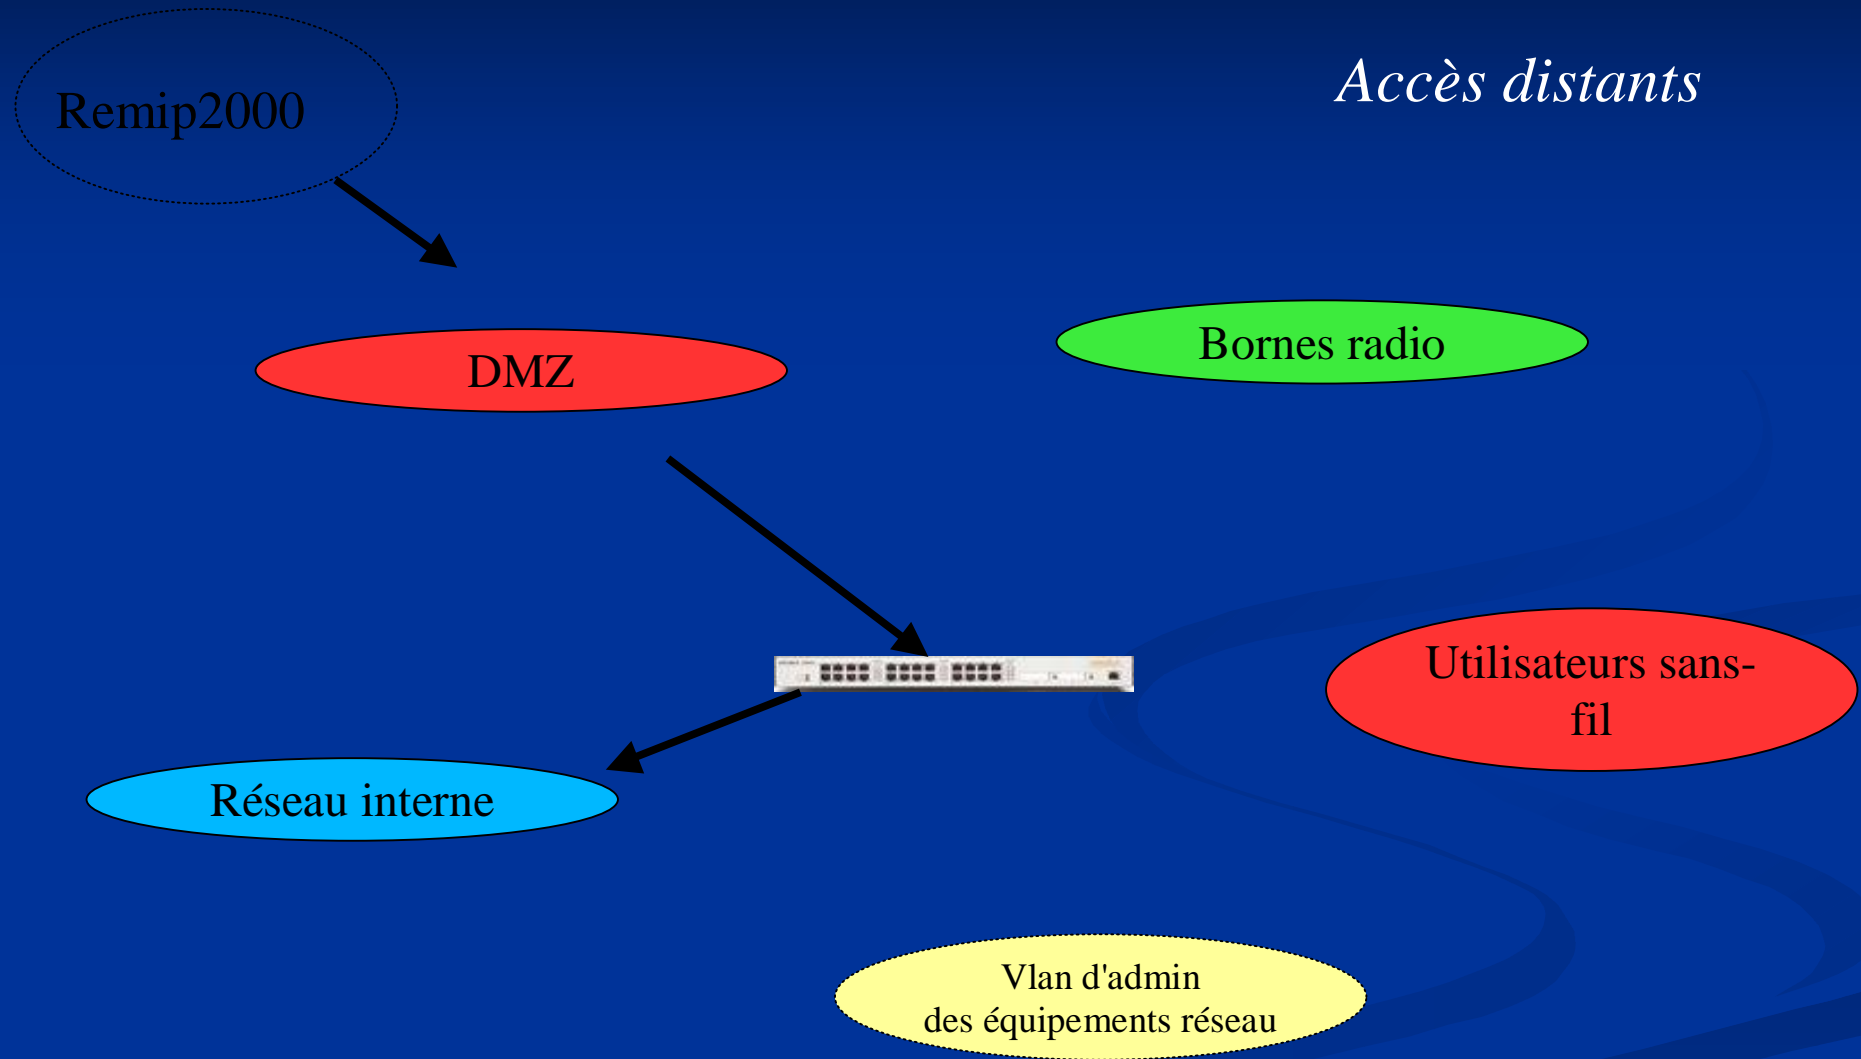 Accès distants
Remip2000
Bornes radio
DMZ
Utilisateurs sans-
fil
Réseau interne
Vlan d'admin
des équipements réseau